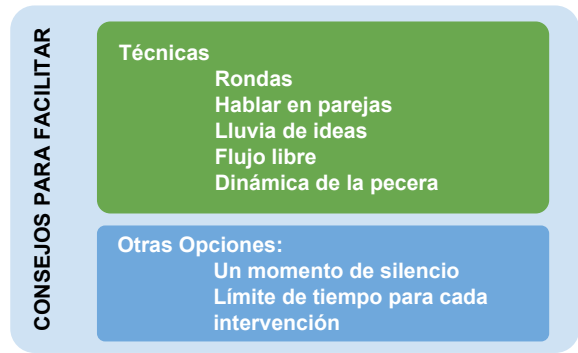 CONSEJOS PARA FACILITAR
Técnicas
Rondas
Hablar en parejas
Lluvia de ideas
Flujo libre
Dinámica de la pecera
Otras Opciones:
Un momento de silencio
Límite de tiempo para cada
intervención